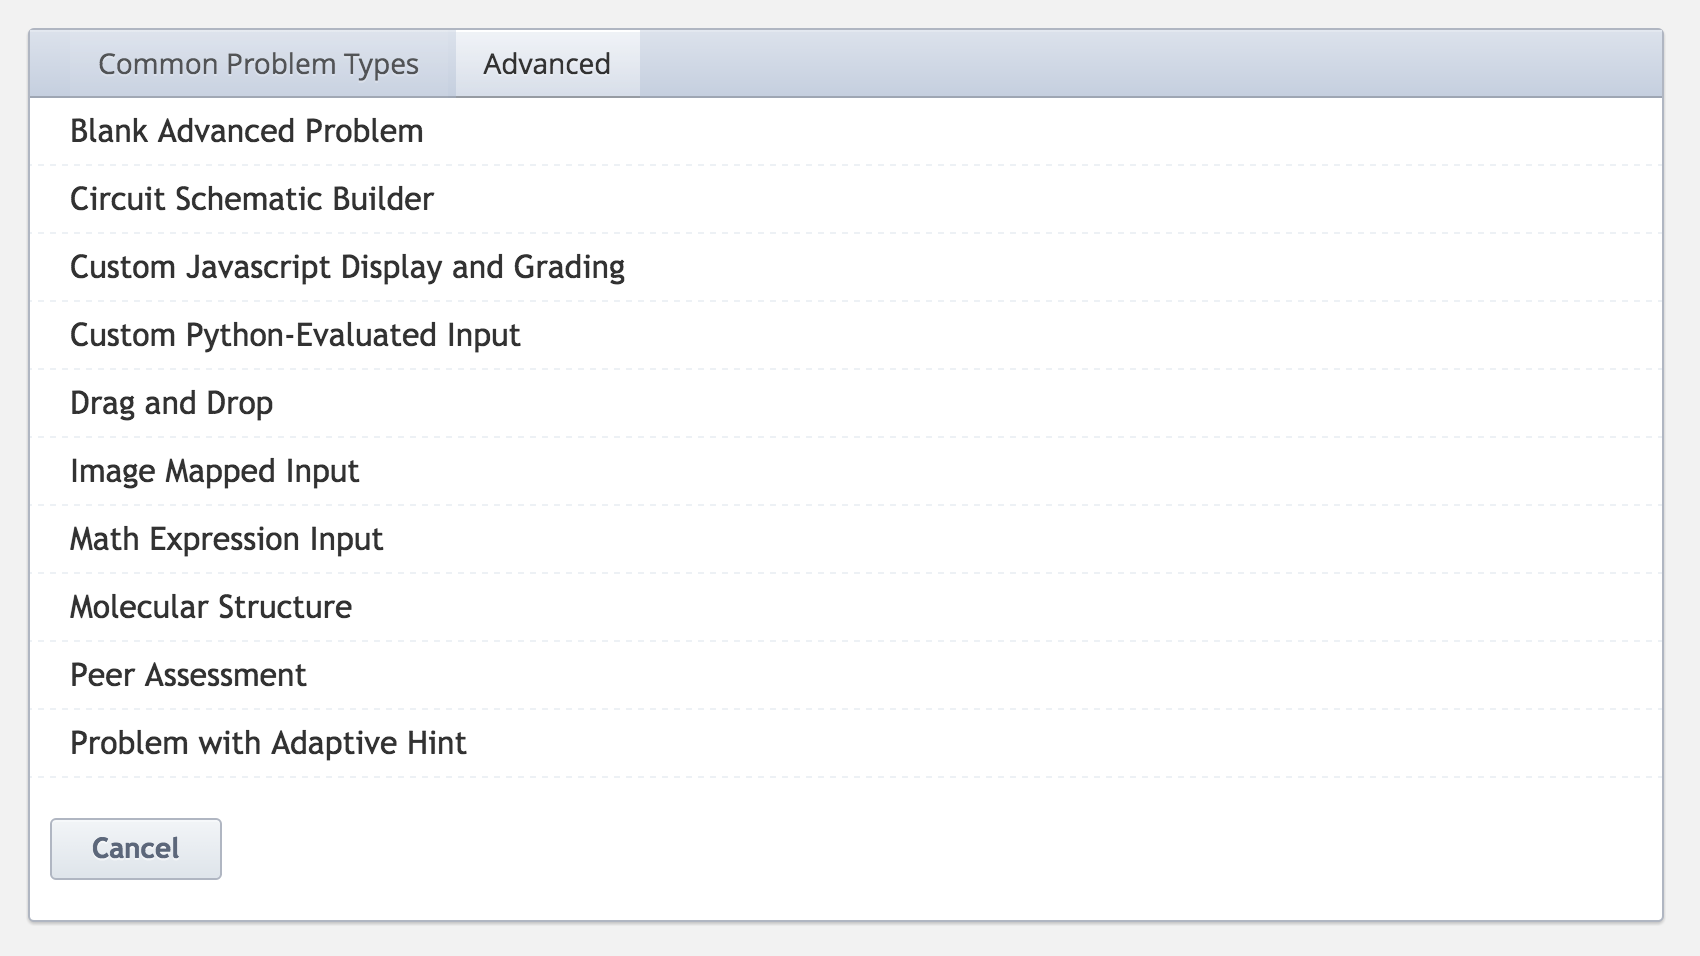 Common Problem Types
Advanced
Blank Advanced Problem
Circuit Schematic Builder
Custom Javascript Display and Grading
Custom Python-Evaluated Input
Drag and Drop
Image Mapped Input
Math Expression Input
Molecular Structure
Peer Assessment
Problem with Adaptive Hint
Cancel